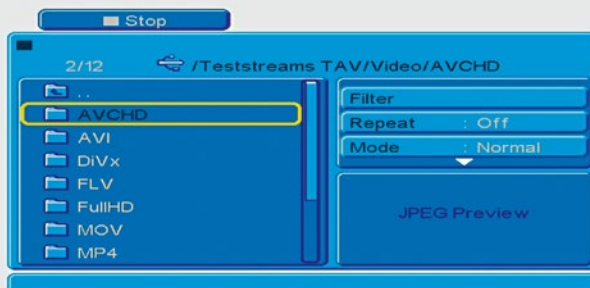 Stop
2/12 /Teststreams TAV/Video/AVCHD
..
AVCHD
AVI
DiVx
FLV
FullHD
MOV
MP4
Filter
Repeat : Off
Mode : Normal
JPEG Preview